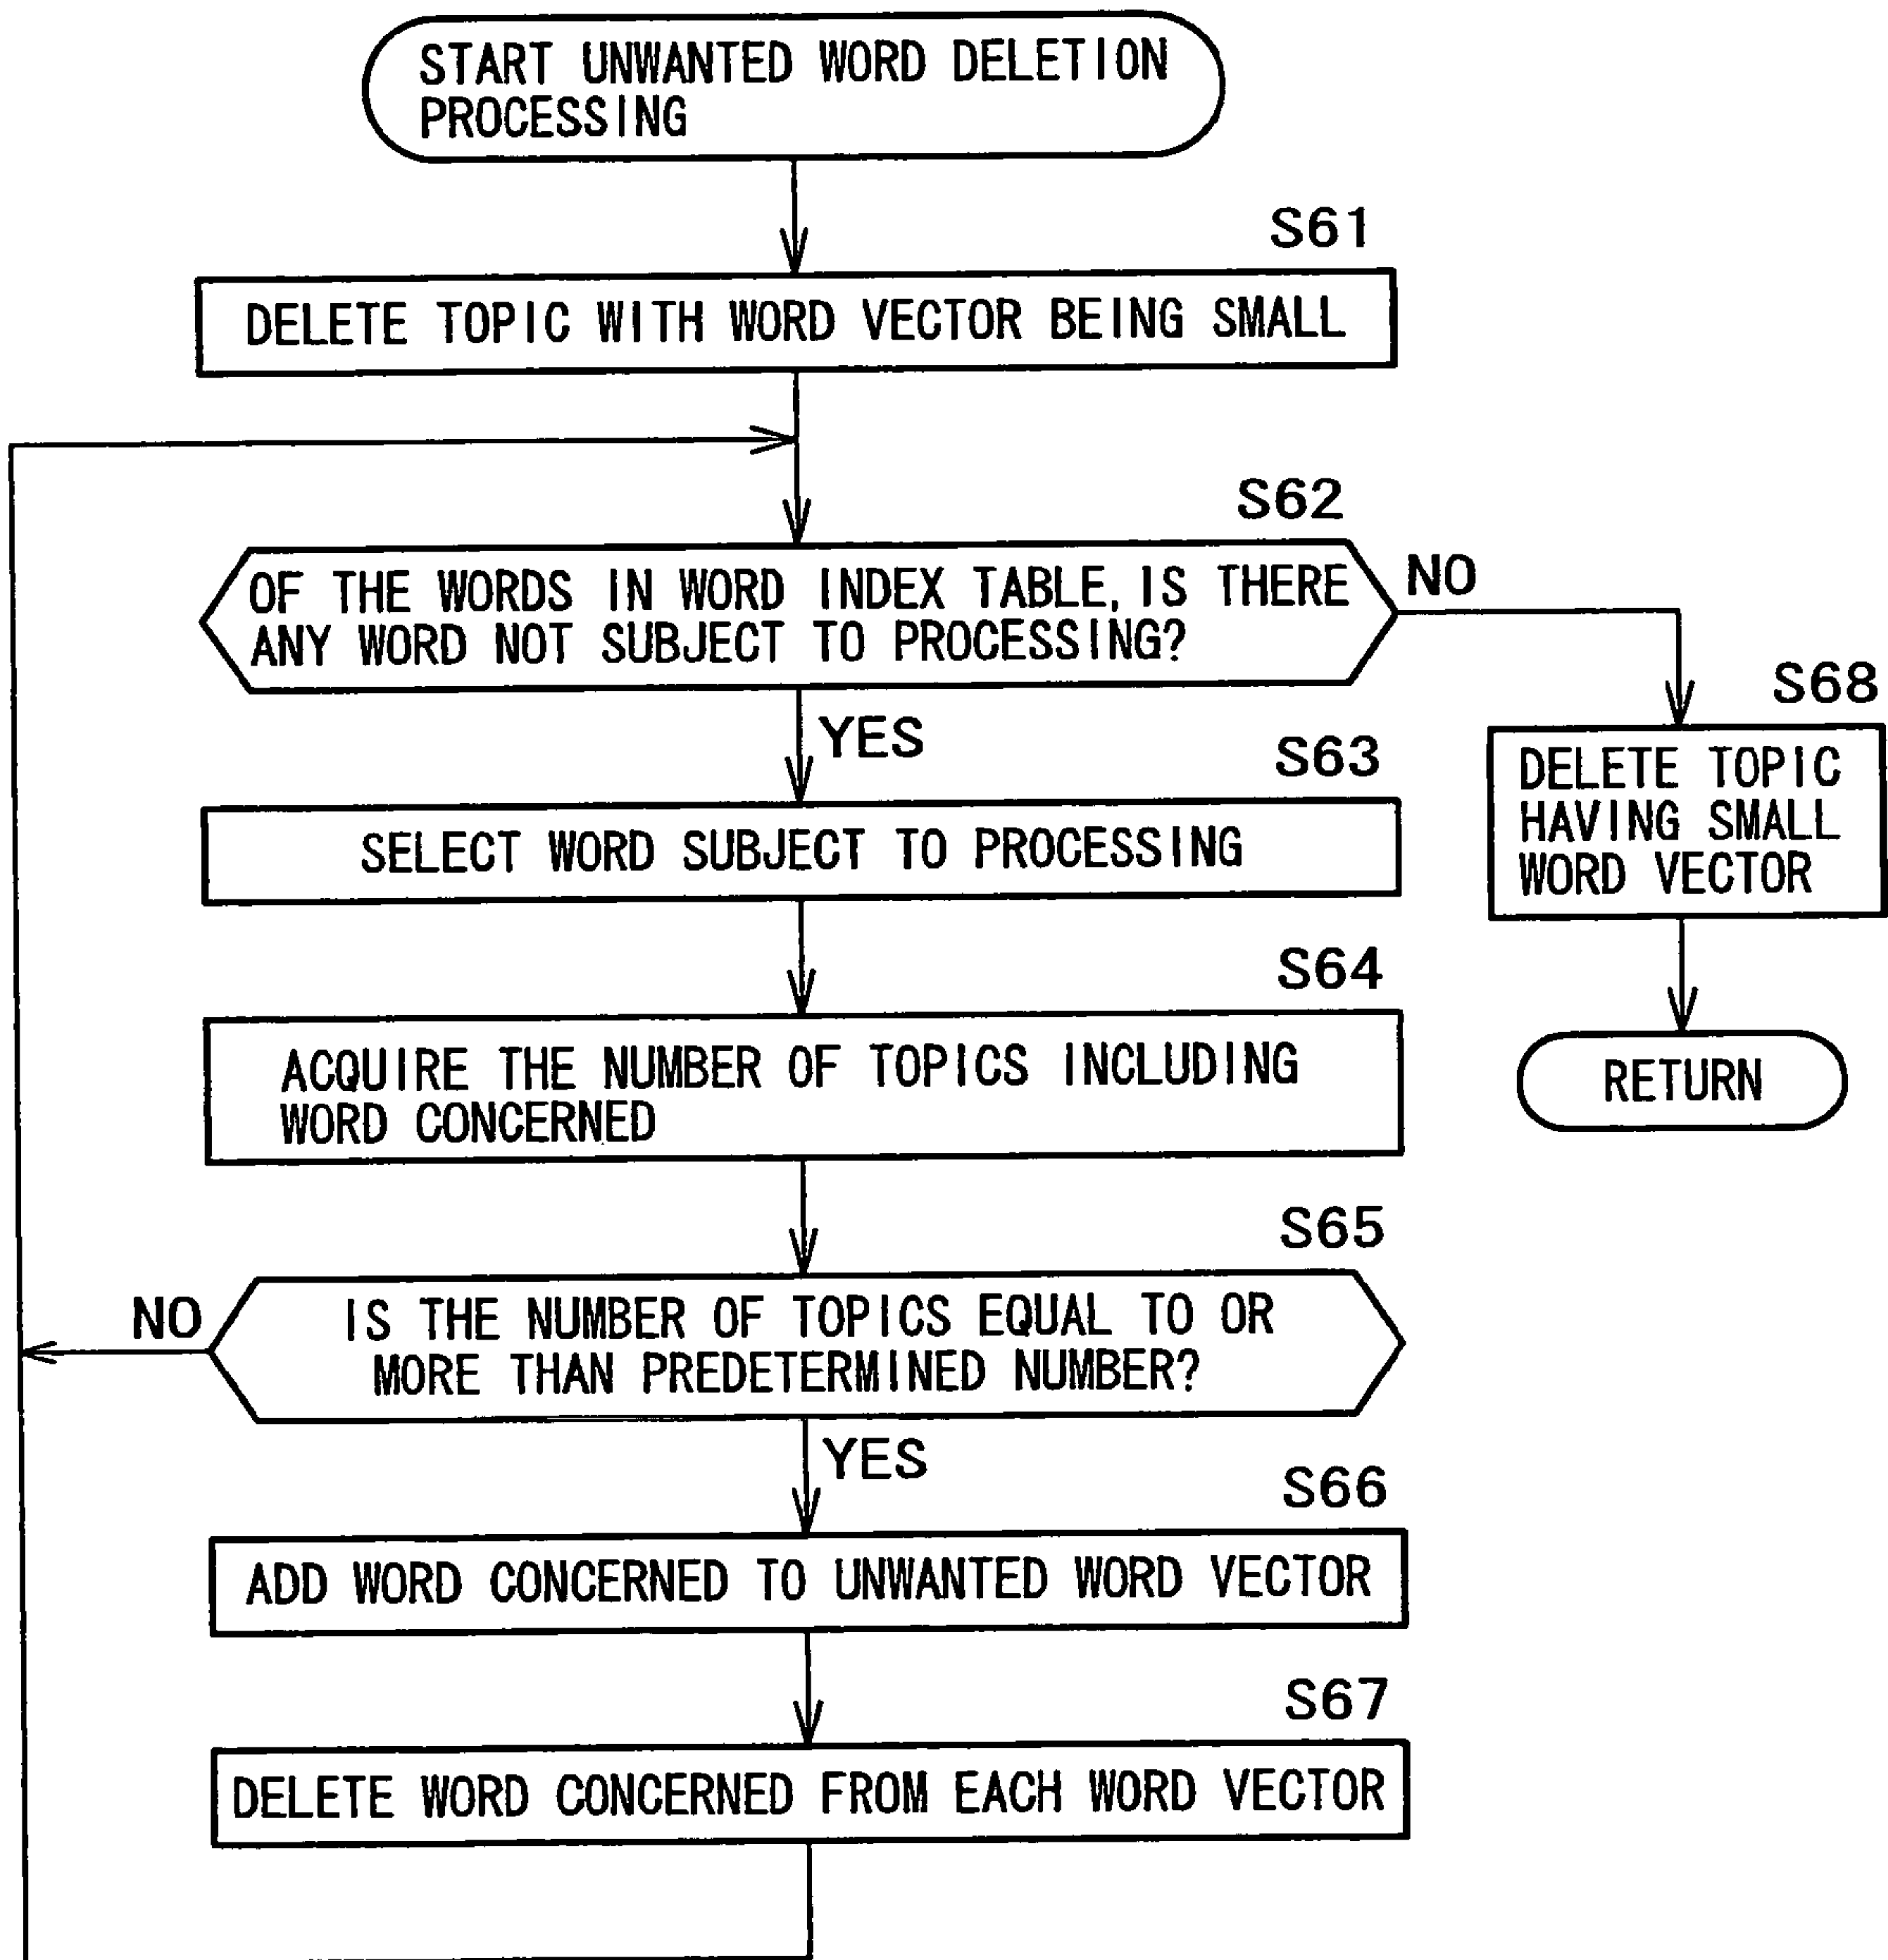 START UNWANTED WORD DELETION
PROCESSING
S61
DELETE TOPIC WITH WORD VECTOR BEING SMALL
S62
OF THE WORDS IN WORD INDEX TABLE, IS THERE
ANY WORD NOT SUBJECT TO PROCESSING?
NO
YES
S68
DELETE TOPIC
HAVING SMALL
WORD VECTOR
RETURN
S63
SELECT WORD SUBJECT TO PROCESSING
S64
ACQUIRE THE NUMBER OF TOPICS INCLUDING
WORD CONCERNED
S65
NO
IS THE NUMBER OF TOPICS EQUAL TO OR
MORE THAN PREDETERMINED NUMBER?
YES
S66
ADD WORD CONCERNED TO UNWANTED WORD VECTOR
S67
DELETE WORD CONCERNED FROM EACH WORD VECTOR